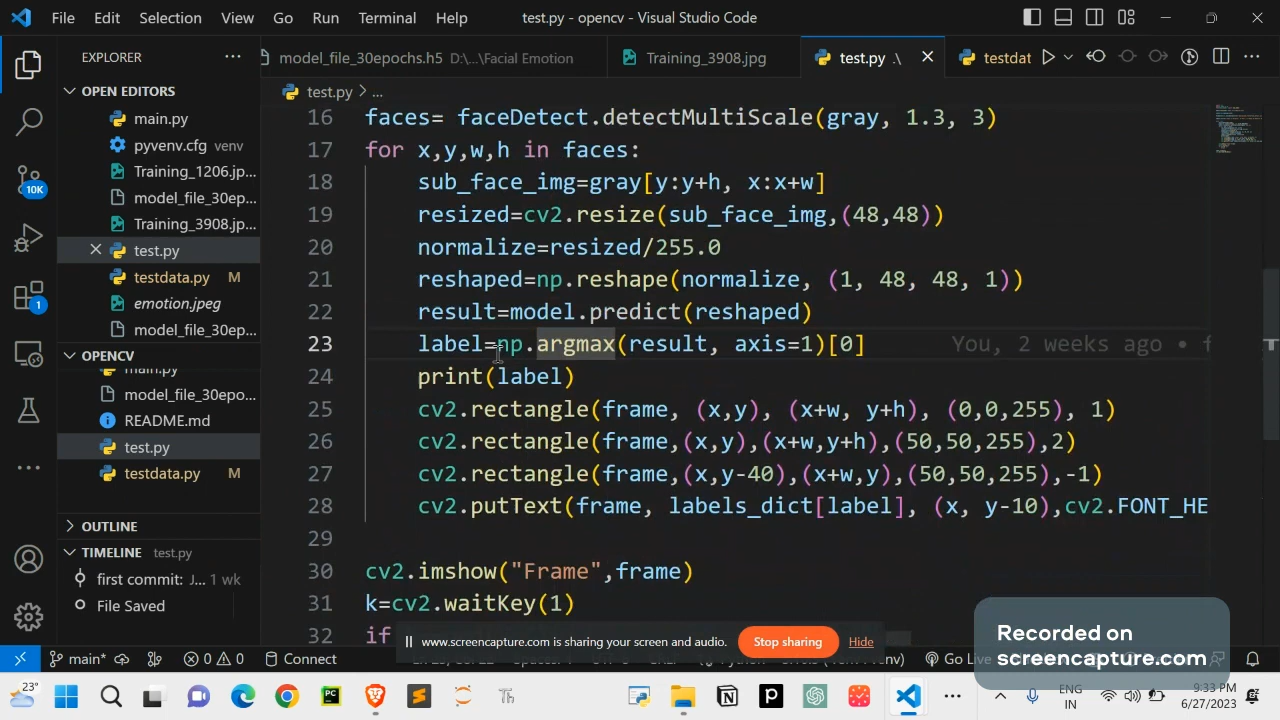 File Edit Selection View Go Run Terminal Help test.py - opencv - Visual Studio Code
EXPLORER
model_file_30epochs.h5 D:\...\Facial Emotion
Training_3908.jpg
test.py .\
testdat
OPEN EDITORS
test.py > ...
main.py
pyvenv.cfg venv
Training_1206.jp...
model_file_30ep...
Training_3908.jp...
test.py
testdata.py M
emotion.jpeg
model_file_30ep...
OPENCV
main.py
model_file_30epo...
README.md
test.py
testdata.py M
OUTLINE
TIMELINE test.py
first commit: J... 1 wk
File Saved
10K
1
16 faces= faceDetect.detectMultiScale(gray, 1.3, 3)
17 for x,y,w,h in faces:
18 sub_face_img=gray[y:y+h, x:x+w]
19 resized=cv2.resize(sub_face_img,(48,48))
20 normalize=resized/255.0
21 reshaped=np.reshape(normalize, (1, 48, 48, 1))
22 result=model.predict(reshaped)
23 label=np.argmax(result, axis=1)[0] You, 2 weeks ago • f
24 print(label)
25 cv2.rectangle(frame, (x,y), (x+w, y+h), (0,0,255), 1)
26 cv2.rectangle(frame,(x,y),(x+w,y+h),(50,50,255),2)
27 cv2.rectangle(frame,(x,y-40),(x+w,y),(50,50,255),-1)
28 cv2.putText(frame, labels_dict[label], (x, y-10),cv2.FONT_HE
29
30 cv2.imshow("Frame",frame)
31 k=cv2.waitKey(1)
32 if
www.screencapture.com is sharing your screen and audio. Stop sharing Hide
Recorded on
screencapture.com
main* 0 0 Connect Go Live
23° ENG
IN
9:33 PM
6/27/2023